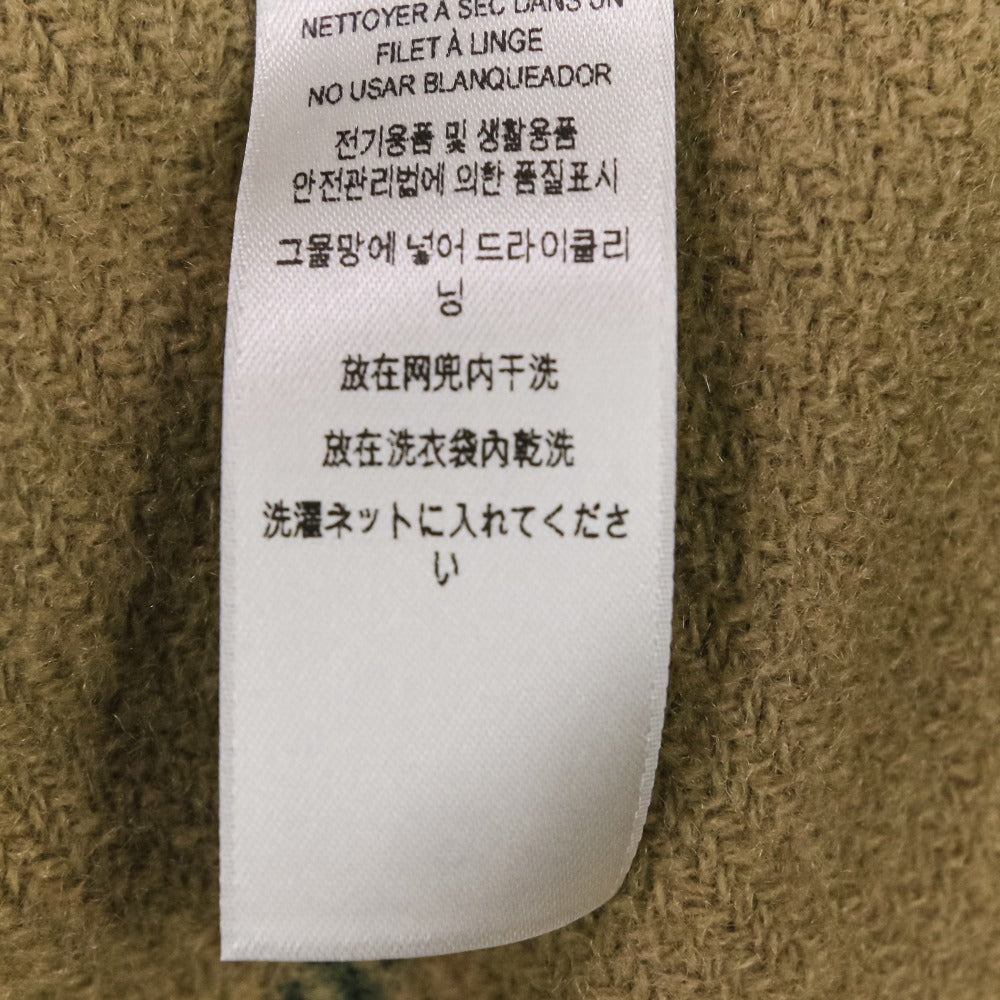 NETTOYER A SEC DANS UN
FILET À LINGE
NO USAR BLANQUEADOR
전기용품 및 생활용품
안전관리법에 의한 품질표시
그물망에 넣어 드라이클리
닝
放在网兜内干洗
放在洗衣袋內乾洗
洗濯ネットに入れてくださ
い